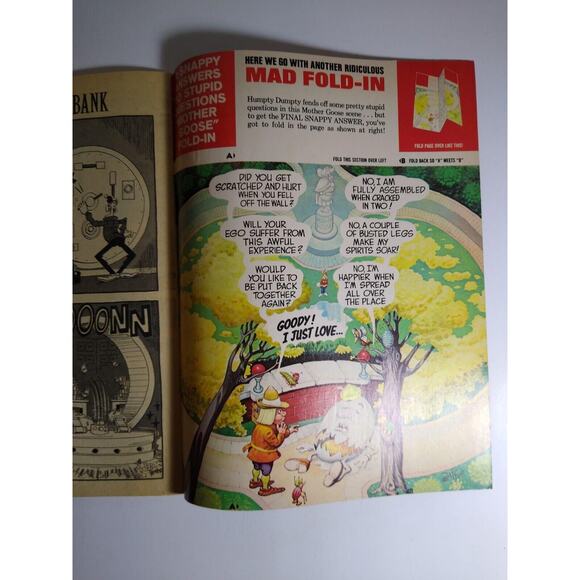 BANK
OONN
SNAPPY
ANSWERS
TO STUPID
QUESTIONS
MOTHER
GOOSE"
FOLD-IN
HERE WE GO WITH ANOTHER RIDICULOUS
MAD FOLD-IN
Humpty Dumpty fends off some pretty stupid
questions in this Mother Goose scene . . . but
to get the FINAL SNAPPY ANSWER, you've
got to fold in the page as shown at right!
FOLD PAGE OVER LIKE THIS!
A
FOLD THIS SECTION OVER LEFT
B FOLD BACK SO "A" MEETS "B"
DID YOU GET
SCRATCHED AND HURT
WHEN YOU FELL
OFF THE WALL?
NO, I AM
FULLY ASSEMBLED
WHEN CRACKED
IN TWO!
WILL YOUR
EGO SUFFER FROM
THIS AWFUL
EXPERIENCE?
NO, A COUPLE
OF BUSTED LEGS
MAKE MY
SPIRITS SOAR!
WOULD
YOU LIKE TO
BE PUT BACK
TOGETHER
AGAIN?
NO, I'M
HAPPIER WHEN
I'M SPREAD
ALL OVER
THE PLACE
GOODY!
I JUST LOVE...
A